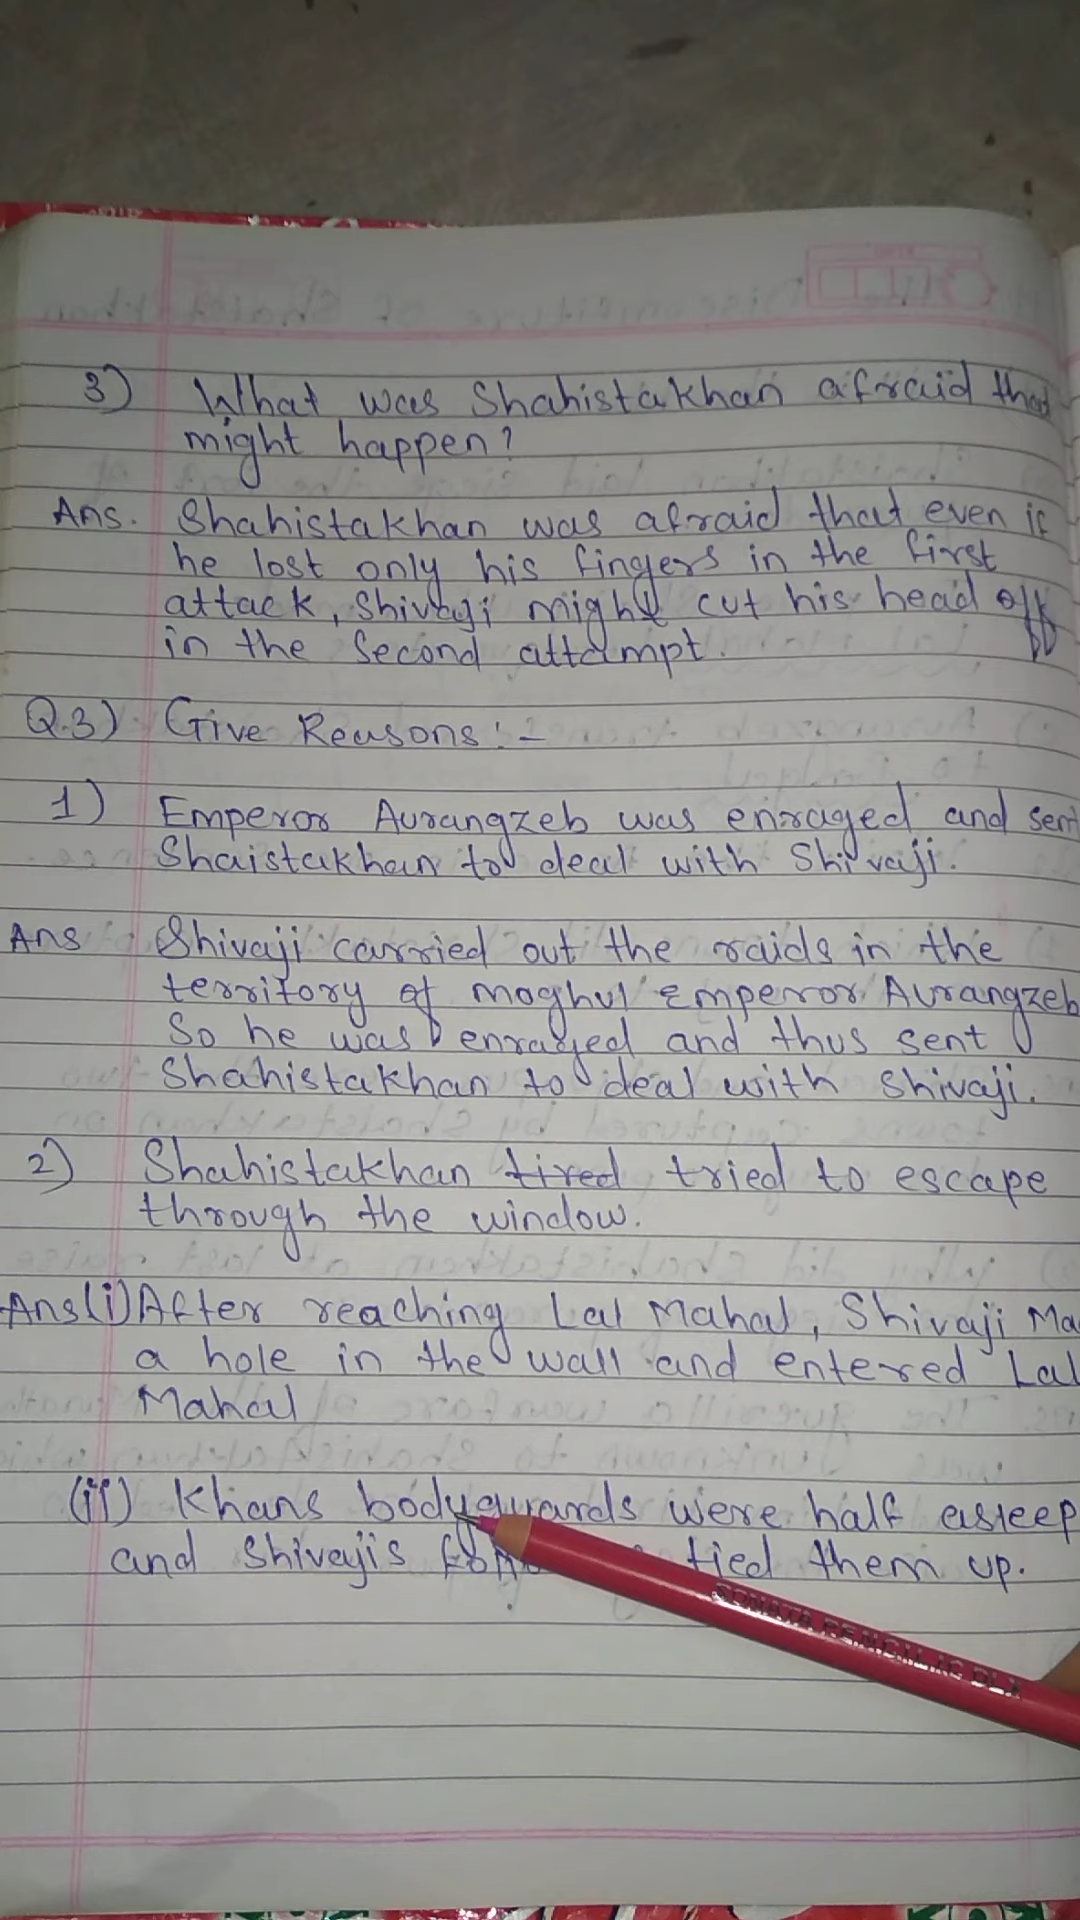 3) What was Shahistakhan afraid that
might happen?
Ans. Shahistakhan was afraid that even if
he lost only his fingers in the first
attack, Shivaji might cut his head off
in the Second attampt.
Q.3) Give Reasons:-
1) Emperor Aurangzeb was enraged and sent
Shaistakhan to deal with Shivaji.
Ans Shivaji carried out the raids in the
territory of moghul Emperor Aurangzeb
So he was enraged and thus sent
Shahistakhan to deal with Shivaji.
2) Shahistakhan tired tried to escape
through the window.
Ans(i) After reaching Lal Mahal, Shivaji Ma
a hole in the wall and entered Lal
Mahal
(ii) Khans bodyguards were half asleep
and Shivajis tied them up.
SONATA PENCIL IC DLX